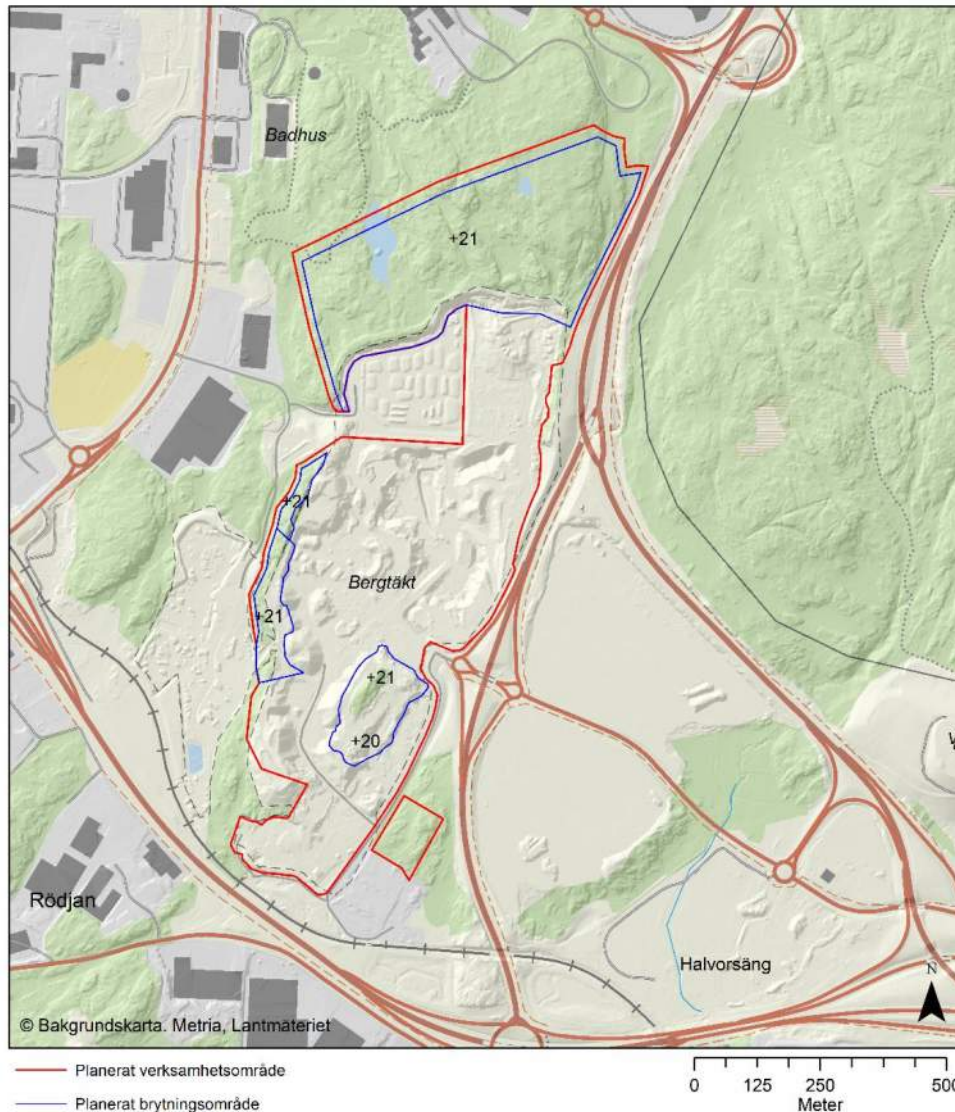 Badhus
+21
+21
Bergtäkt
+21
+21
+20
Rödjan
Halvorsäng
N
© Bakgrundskarta. Metria, Lantmäteriet
Planerat verksamhetsområde
Planerat brytningsområde
0 125 250 500
Meter